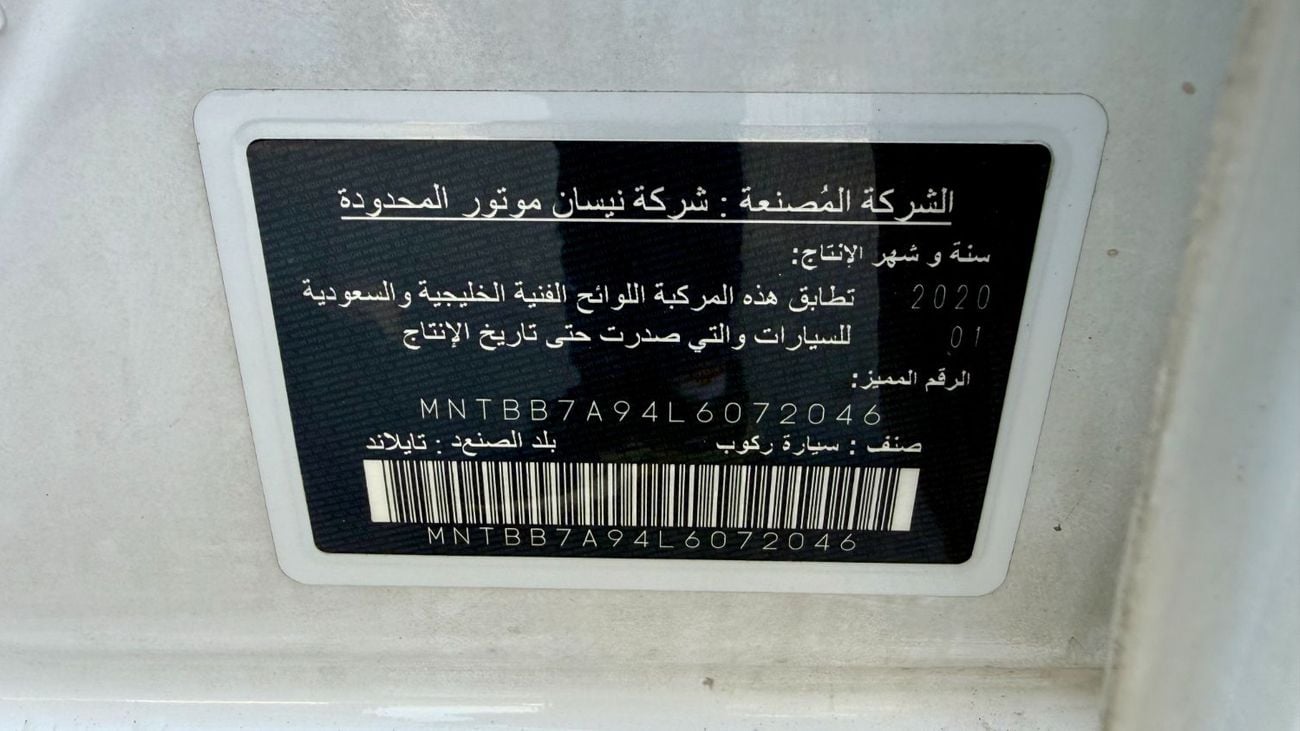 الشركة المُصنعة : شركة نيسان موتور المحدودة
سنة و شهر الإنتاج:
2020 تطابق هذه المركبة اللوائح الفنية الخليجية والسعودية
01 للسيارات والتي صدرت حتى تاريخ الإنتاج
الرقم المميز:
MNTBB7A94L6072046
صنف : سيارة ركوب بلد الصنع : تايلاند
MNTBB7A94L6072046